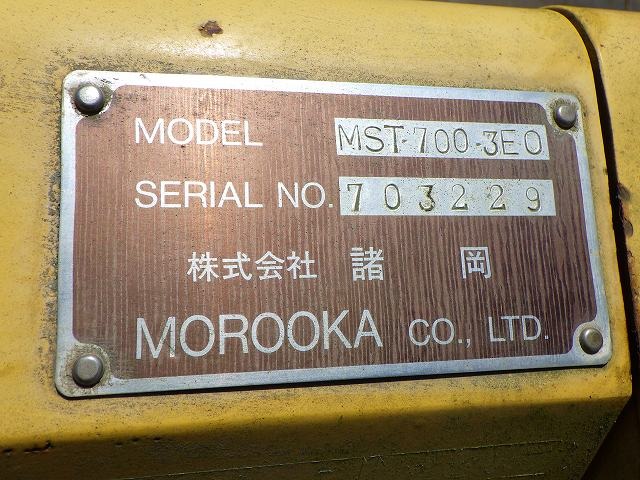 MODEL MST-700-3EO
SERIAL NO. 703229
株式会社 諸岡
MOROOKA CO., LTD.